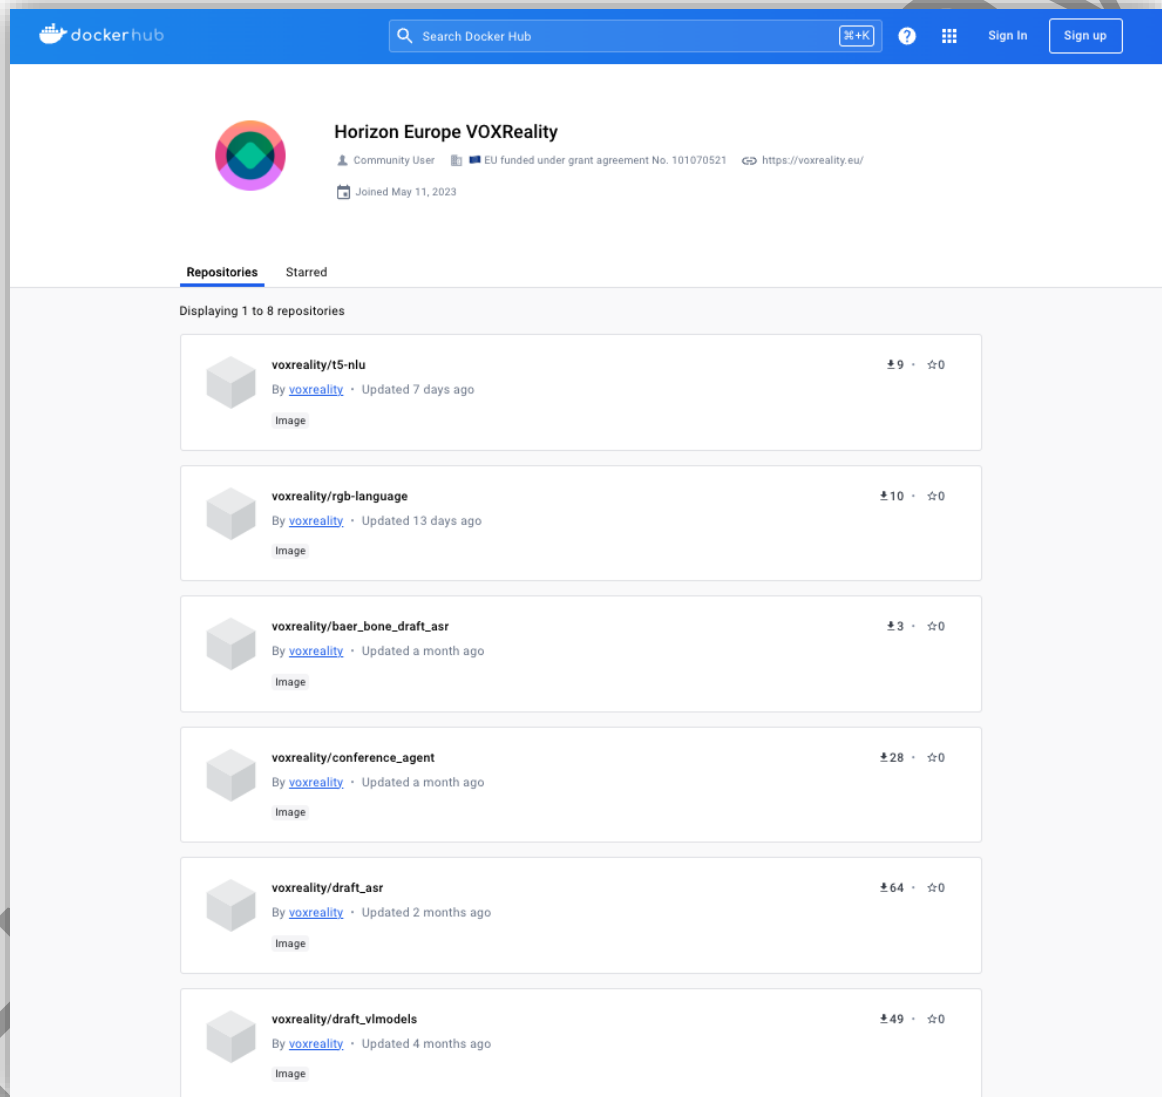 dockerhub
Search Docker Hub
⌘+K
?
Sign In
Sign up
Horizon Europe VOXReality
Community User EU funded under grant agreement No. 101070521 https://voxreality.eu/
Joined May 11, 2023
Repositories Starred
Displaying 1 to 8 repositories
voxreality/t5-nlu 9 · ☆0
By voxreality • Updated 7 days ago
Image
voxreality/rgb-language 10 · ☆0
By voxreality • Updated 13 days ago
Image
voxreality/baer_bone_draft_asr 3 · ☆0
By voxreality • Updated a month ago
Image
voxreality/conference_agent 28 · ☆0
By voxreality • Updated a month ago
Image
voxreality/draft_asr 64 · ☆0
By voxreality • Updated 2 months ago
Image
voxreality/draft_vlmodels 49 · ☆0
By voxreality • Updated 4 months ago
Image